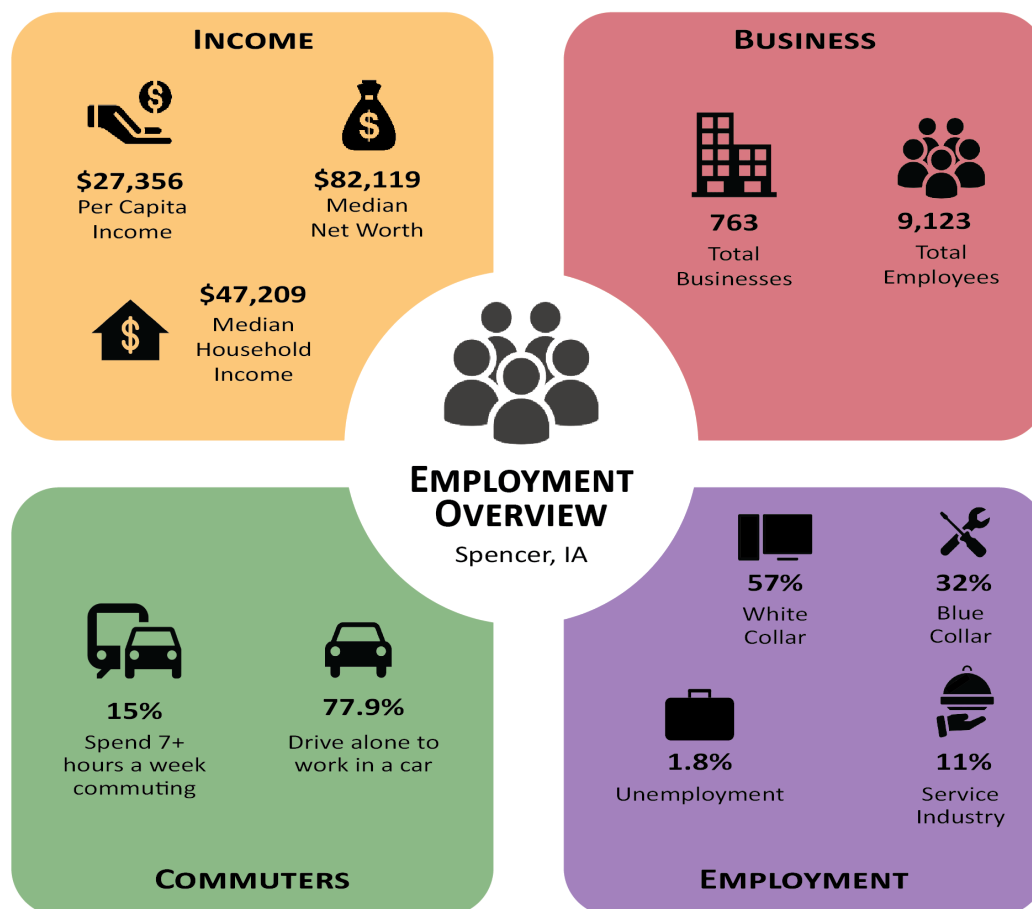 INCOME
$27,356
Per Capita
Income
$82,119
Median
Net Worth
$47,209
Median
Household
Income
BUSINESS
763
Total
Businesses
9,123
Total
Employees
EMPLOYMENT
OVERVIEW
Spencer, IA
15%
Spend 7+
hours a week
commuting
77.9%
Drive alone to
work in a car
COMMUTERS
57%
White
Collar
32%
Blue
Collar
1.8%
Unemployment
11%
Service
Industry
EMPLOYMENT